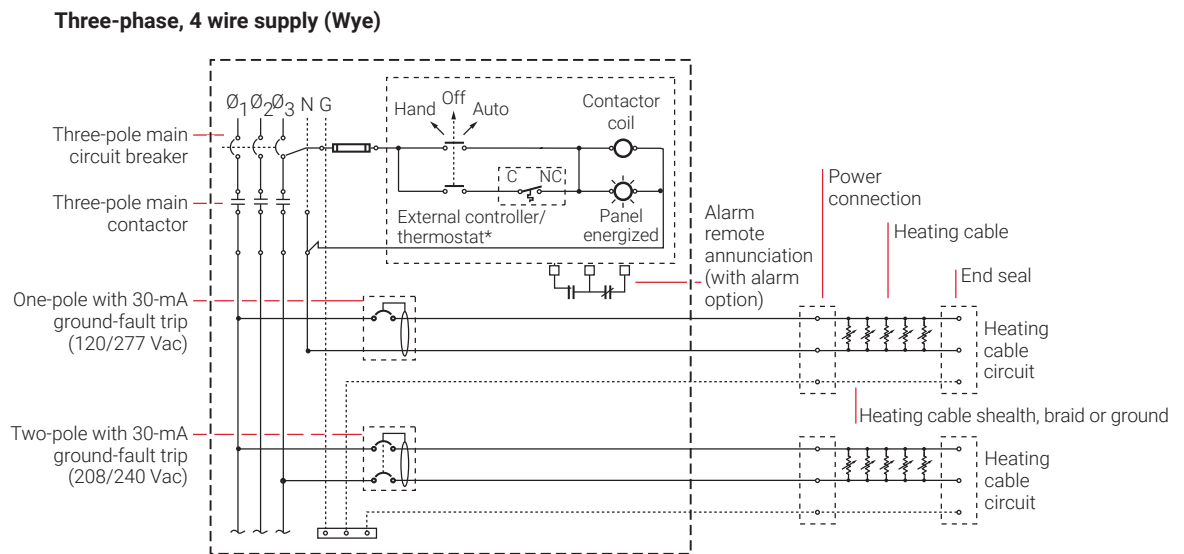 Three-phase, 4 wire supply (Wye)
Ø1 Ø2 Ø3 N G
Hand
Off
Auto
Contactor
coil
Three-pole main
circuit breaker
C NC
Three-pole main
contactor
External controller/
thermostat*
Panel
energized
Alarm
remote
annunciation
(with alarm
option)
Power
connection
Heating cable
End seal
One-pole with 30-mA
ground-fault trip
(120/277 Vac)
Heating
cable
circuit
Heating cable shealth, braid or ground
Two-pole with 30-mA
ground-fault trip
(208/240 Vac)
Heating
cable
circuit